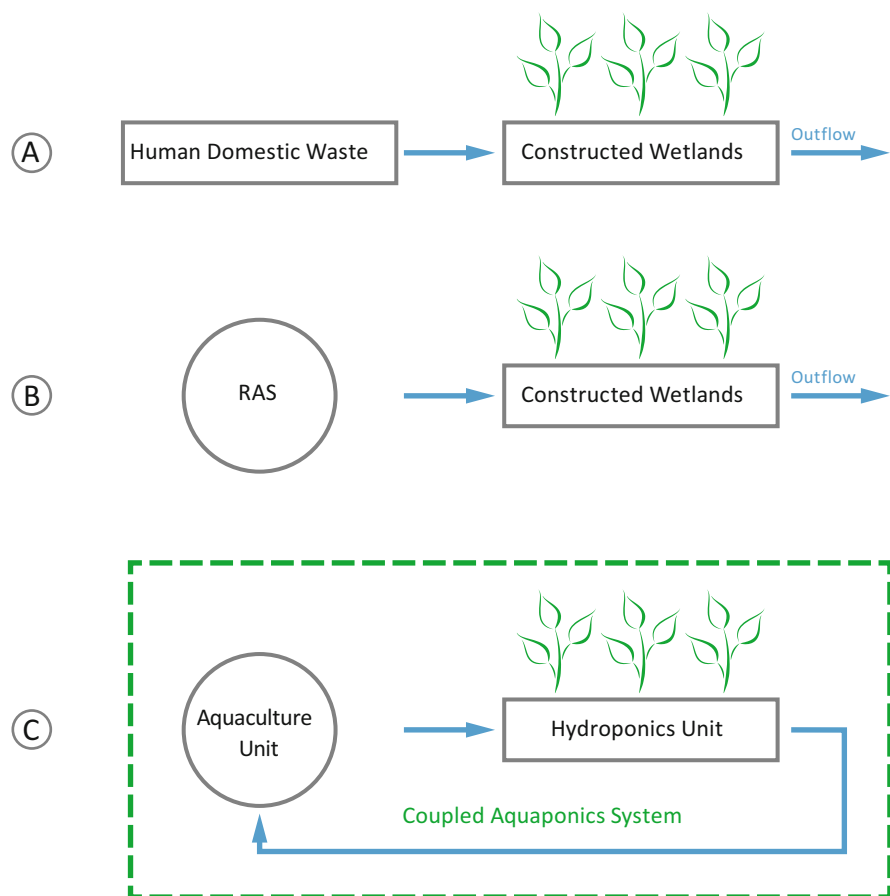 A
Human Domestic Waste
Constructed Wetlands
Outflow
B
RAS
Constructed Wetlands
Outflow
C
Aquaculture
Unit
Hydroponics Unit
Coupled Aquaponics System